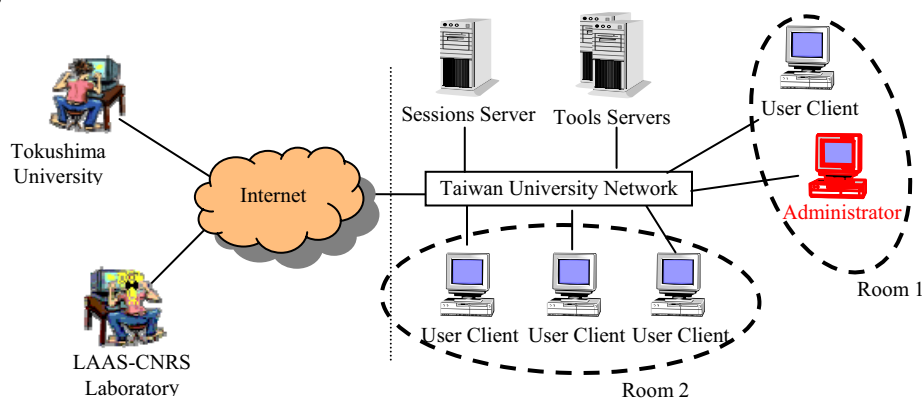 Sessions Server
Tools Servers
User Client
Tokushima
University
Internet
Taiwan University Network
Administrator
Room 1
User Client
User Client
User Client
LAAS-CNRS
Laboratory
Room 2